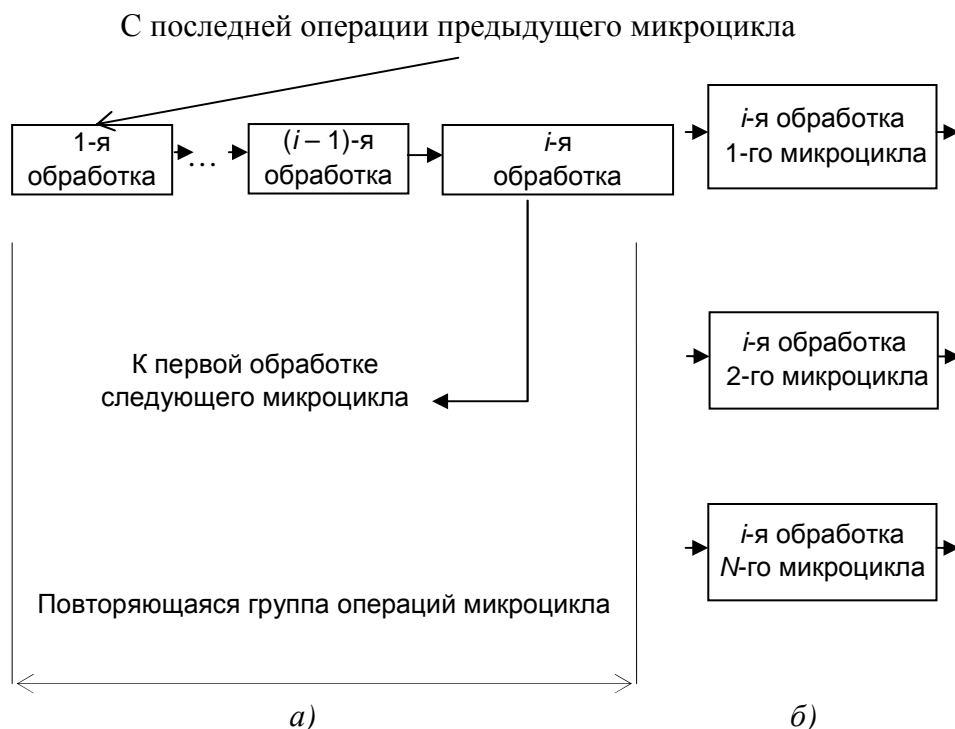 С последней операции предыдущего микроцикла
1-я
обработка
...
(i – 1)-я
обработка
i-я
обработка
i-я обработка
1-го микроцикла
К первой обработке
следующего микроцикла
i-я обработка
2-го микроцикла
i-я обработка
N-го микроцикла
Повторяющаяся группа операций микроцикла
а)
б)